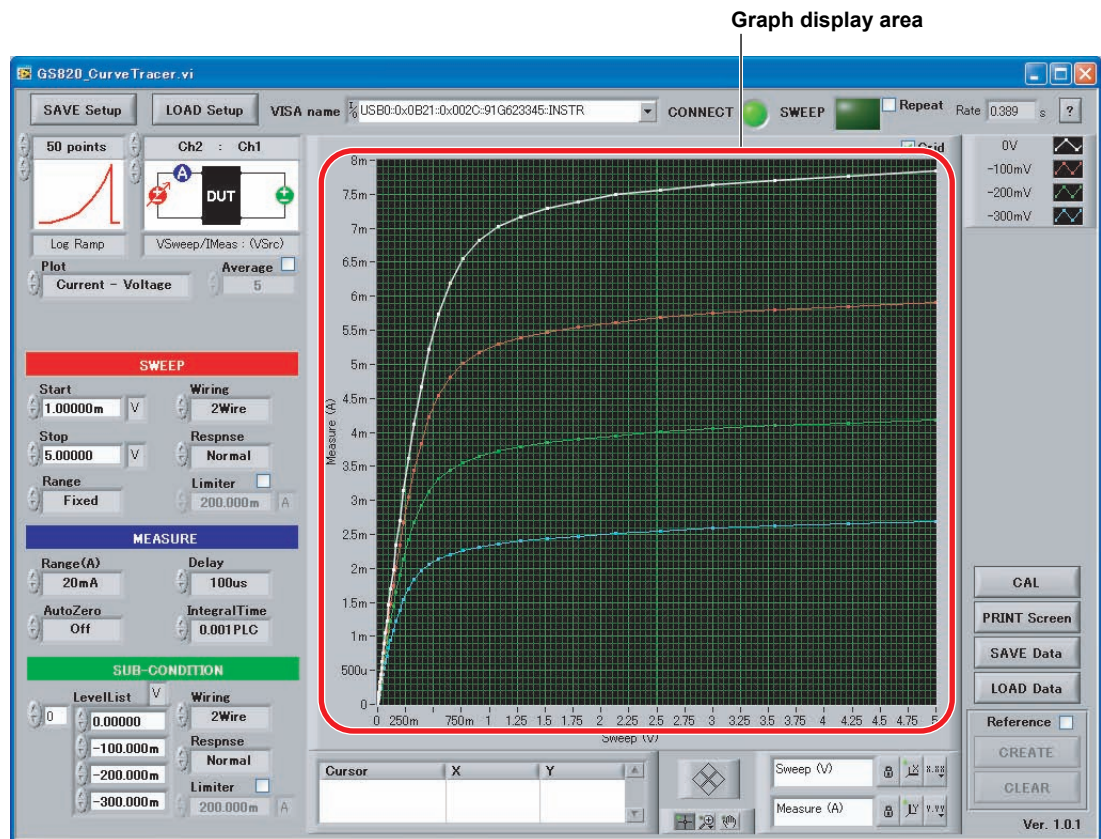 Graph display area
GS820_CurveTracer.vi
SAVE Setup LOAD Setup VISA name USB0::0x0B21::0x002C::91G623345::INSTR CONNECT SWEEP Repeat Rate 0.389 s ?
50 points Ch2 : Ch1
A DUT
Log Ramp VSweep/IMeas : (VSrc)
Plot Average
Current - Voltage 5
SWEEP
Start Wiring
1.00000m V 2Wire
Stop Respnse
5.00000 V Normal
Range Limiter
Fixed 200.000m A
MEASURE
Range(A) Delay
20mA 100us
AutoZero IntegralTime
Off 0.001PLC
SUB-CONDITION
LevelList V Wiring
0 0.00000 2Wire
-100.000m Respnse
-200.000m Normal
Limiter
-300.000m 200.000m A
Grid
8m
7.5m
7m
6.5m
6m
5.5m
5m
4.5m
4m
3.5m
3m
2.5m
2m
1.5m
1m
500u
0
Measure (A)
0 250m 750m 1 1.25 1.5 1.75 2 2.25 2.5 2.75 3 3.25 3.5 3.75 4 4.25 4.5 4.75 5
Sweep (V)
Cursor X Y
Sweep (V) X x.xx
Measure (A) Y y.yy
0V
-100mV
-200mV
-300mV
CAL
PRINT Screen
SAVE Data
LOAD Data
Reference
CREATE
CLEAR
Ver. 1.0.1